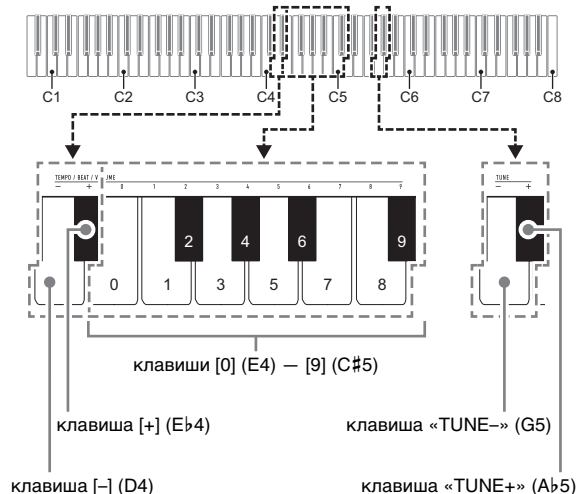 C1 C2 C3 C4 C5 C6 C7 C8
TEMPO / BEAT / V UME TUNE
− + 0 1 2 3 4 5 6 7 8 9 − +
2 4 6 9
0 1 3 5 7 8
клавиши [0] (E4) — [9] (C♯5)
клавиша [+] (E♭4) клавиша «TUNE–» (G5)
клавиша [–] (D4) клавиша «TUNE+» (A♭5)